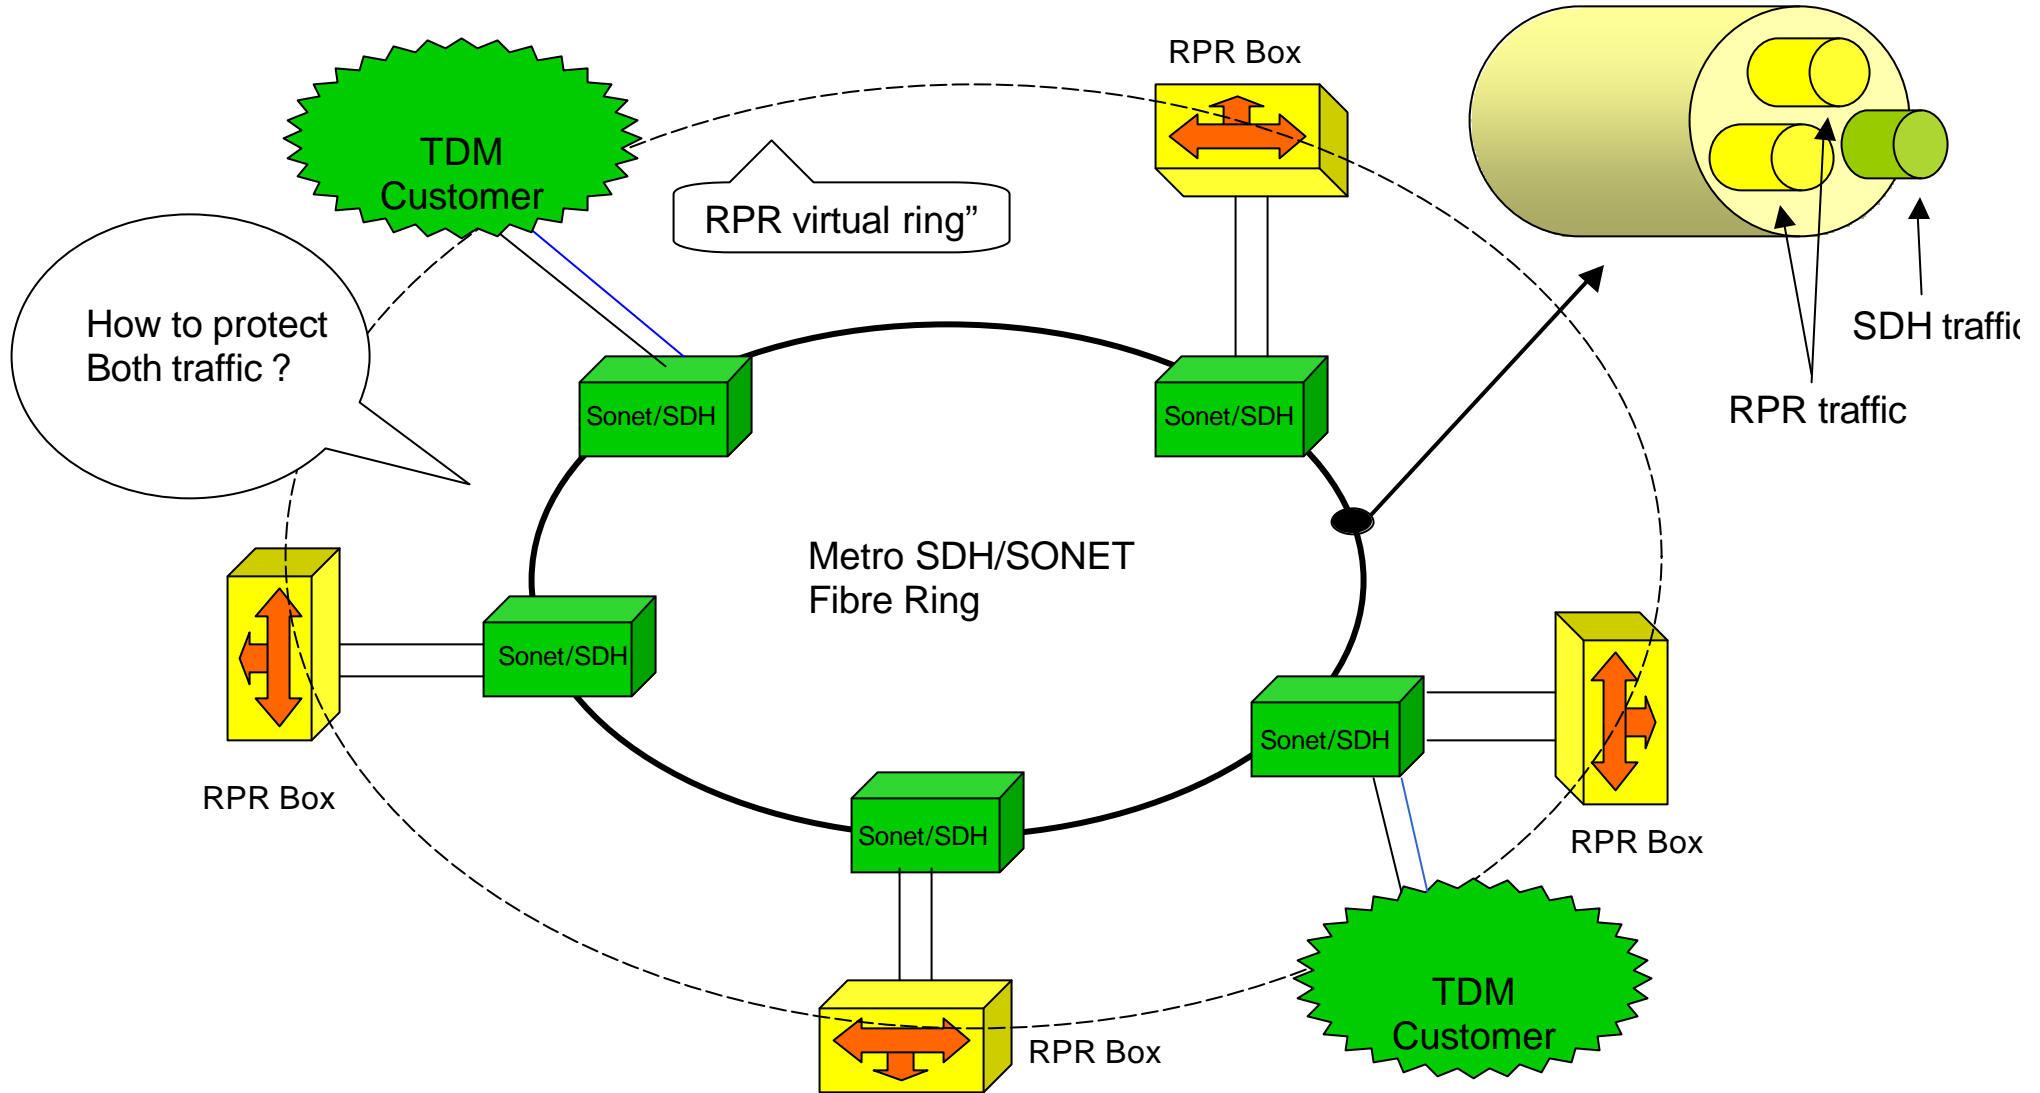 RPR Box
TDM
Customer
RPR virtual ring”
How to protect
Both traffic ?
SDH traffic
RPR traffic
Sonet/SDH
Sonet/SDH
Metro SDH/SONET
Fibre Ring
Sonet/SDH
Sonet/SDH
RPR Box
Sonet/SDH
RPR Box
TDM
Customer
RPR Box